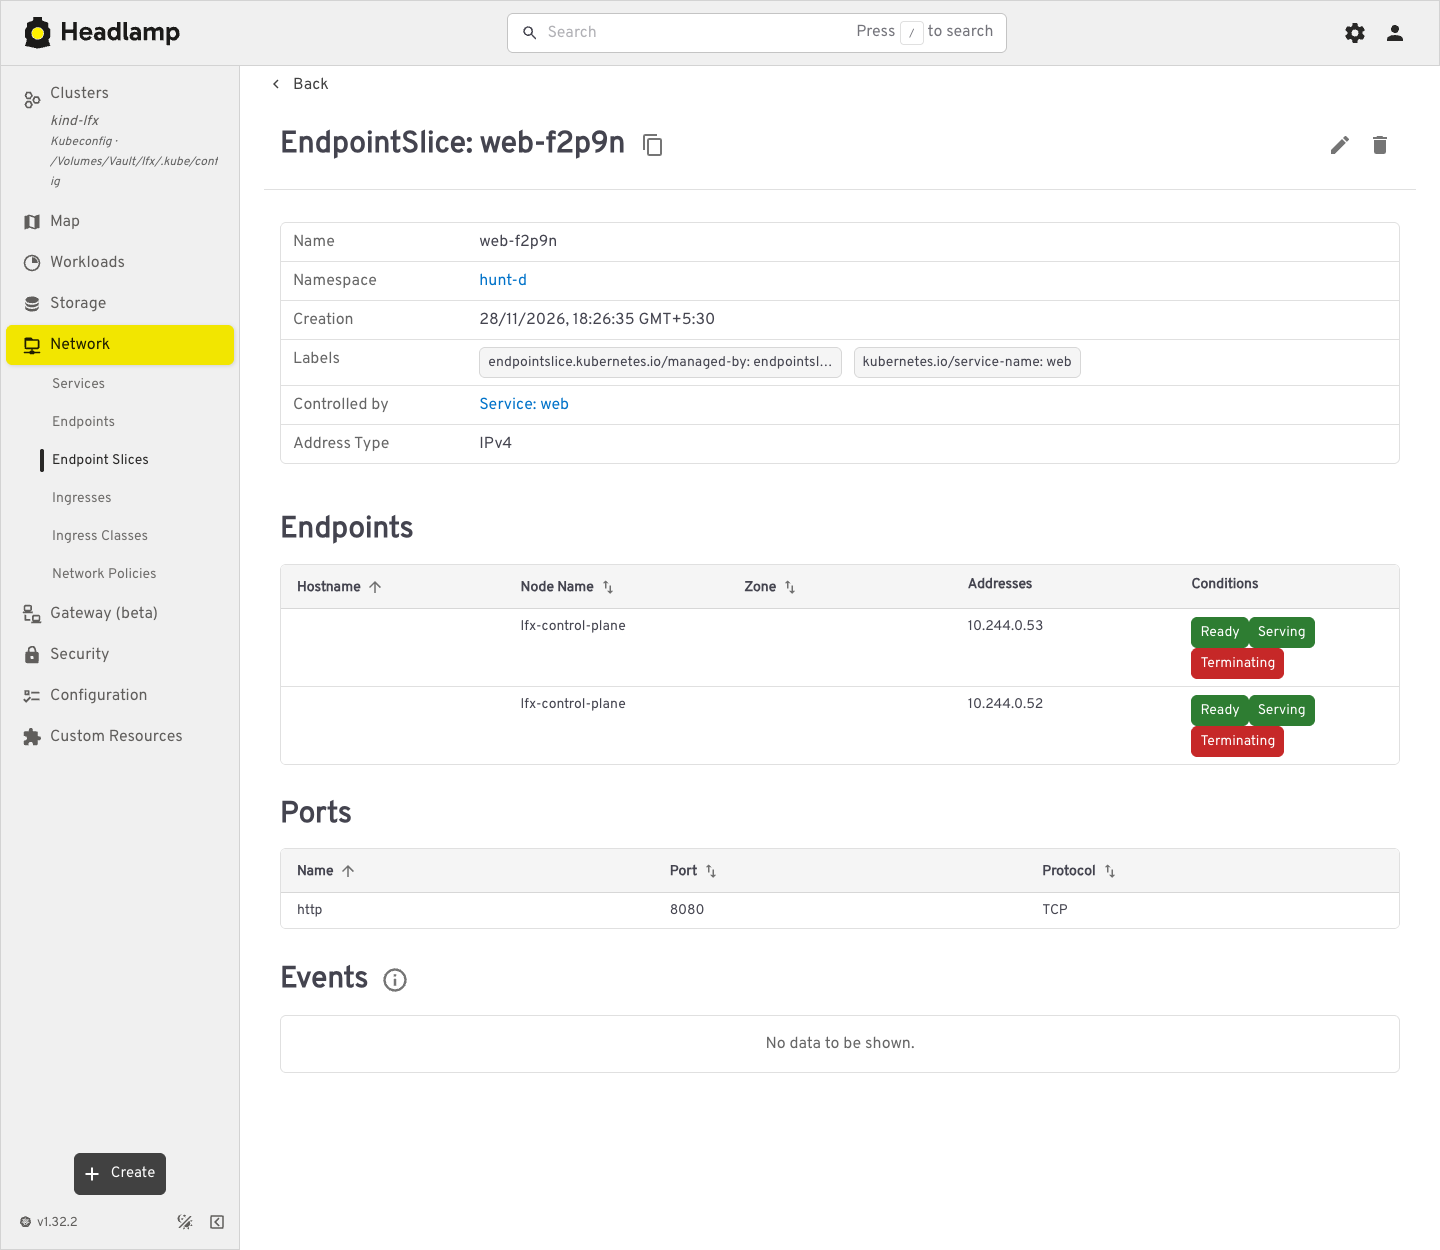 Headlamp
Search
Press / to search
Clusters
kind-lfx
Kubeconfig ·
/Volumes/Vault/lfx/.kube/conf
ig
Map
Workloads
Storage
Network
Services
Endpoints
Endpoint Slices
Ingresses
Ingress Classes
Network Policies
Gateway (beta)
Security
Configuration
Custom Resources
Create
v1.32.2
Back
EndpointSlice: web-f2p9n
Name web-f2p9n
Namespace hunt-d
Creation 28/11/2026, 18:26:35 GMT+5:30
Labels endpointslice.kubernetes.io/managed-by: endpointsl... kubernetes.io/service-name: web
Controlled by Service: web
Address Type IPv4
Endpoints
Hostname Node Name Zone Addresses Conditions
lfx-control-plane 10.244.0.53 Ready Serving
Terminating
lfx-control-plane 10.244.0.52 Ready Serving
Terminating
Ports
Name Port Protocol
http 8080 TCP
Events
No data to be shown.